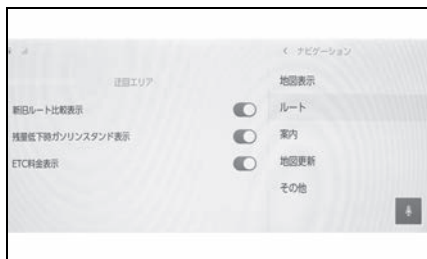 迂回エリア
新旧ルート比較表示
残量低下時ガソリンスタンド表示
ETC料金表示
< ナビゲーション
地図表示
ルート
案内
地図更新
その他